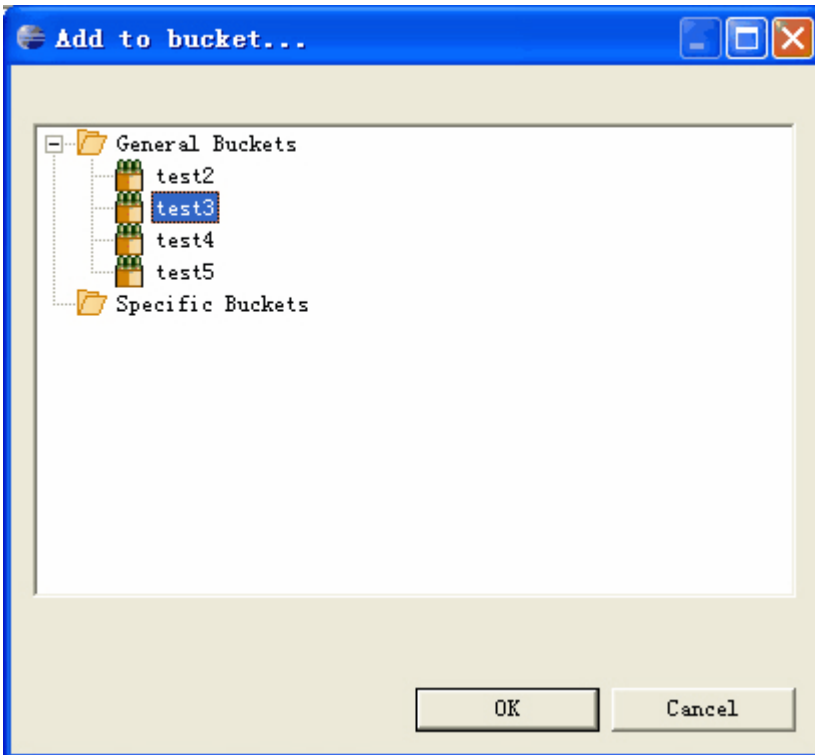 Add to bucket...
General Buckets
test2
test3
test4
test5
Specific Buckets
OK
Cancel